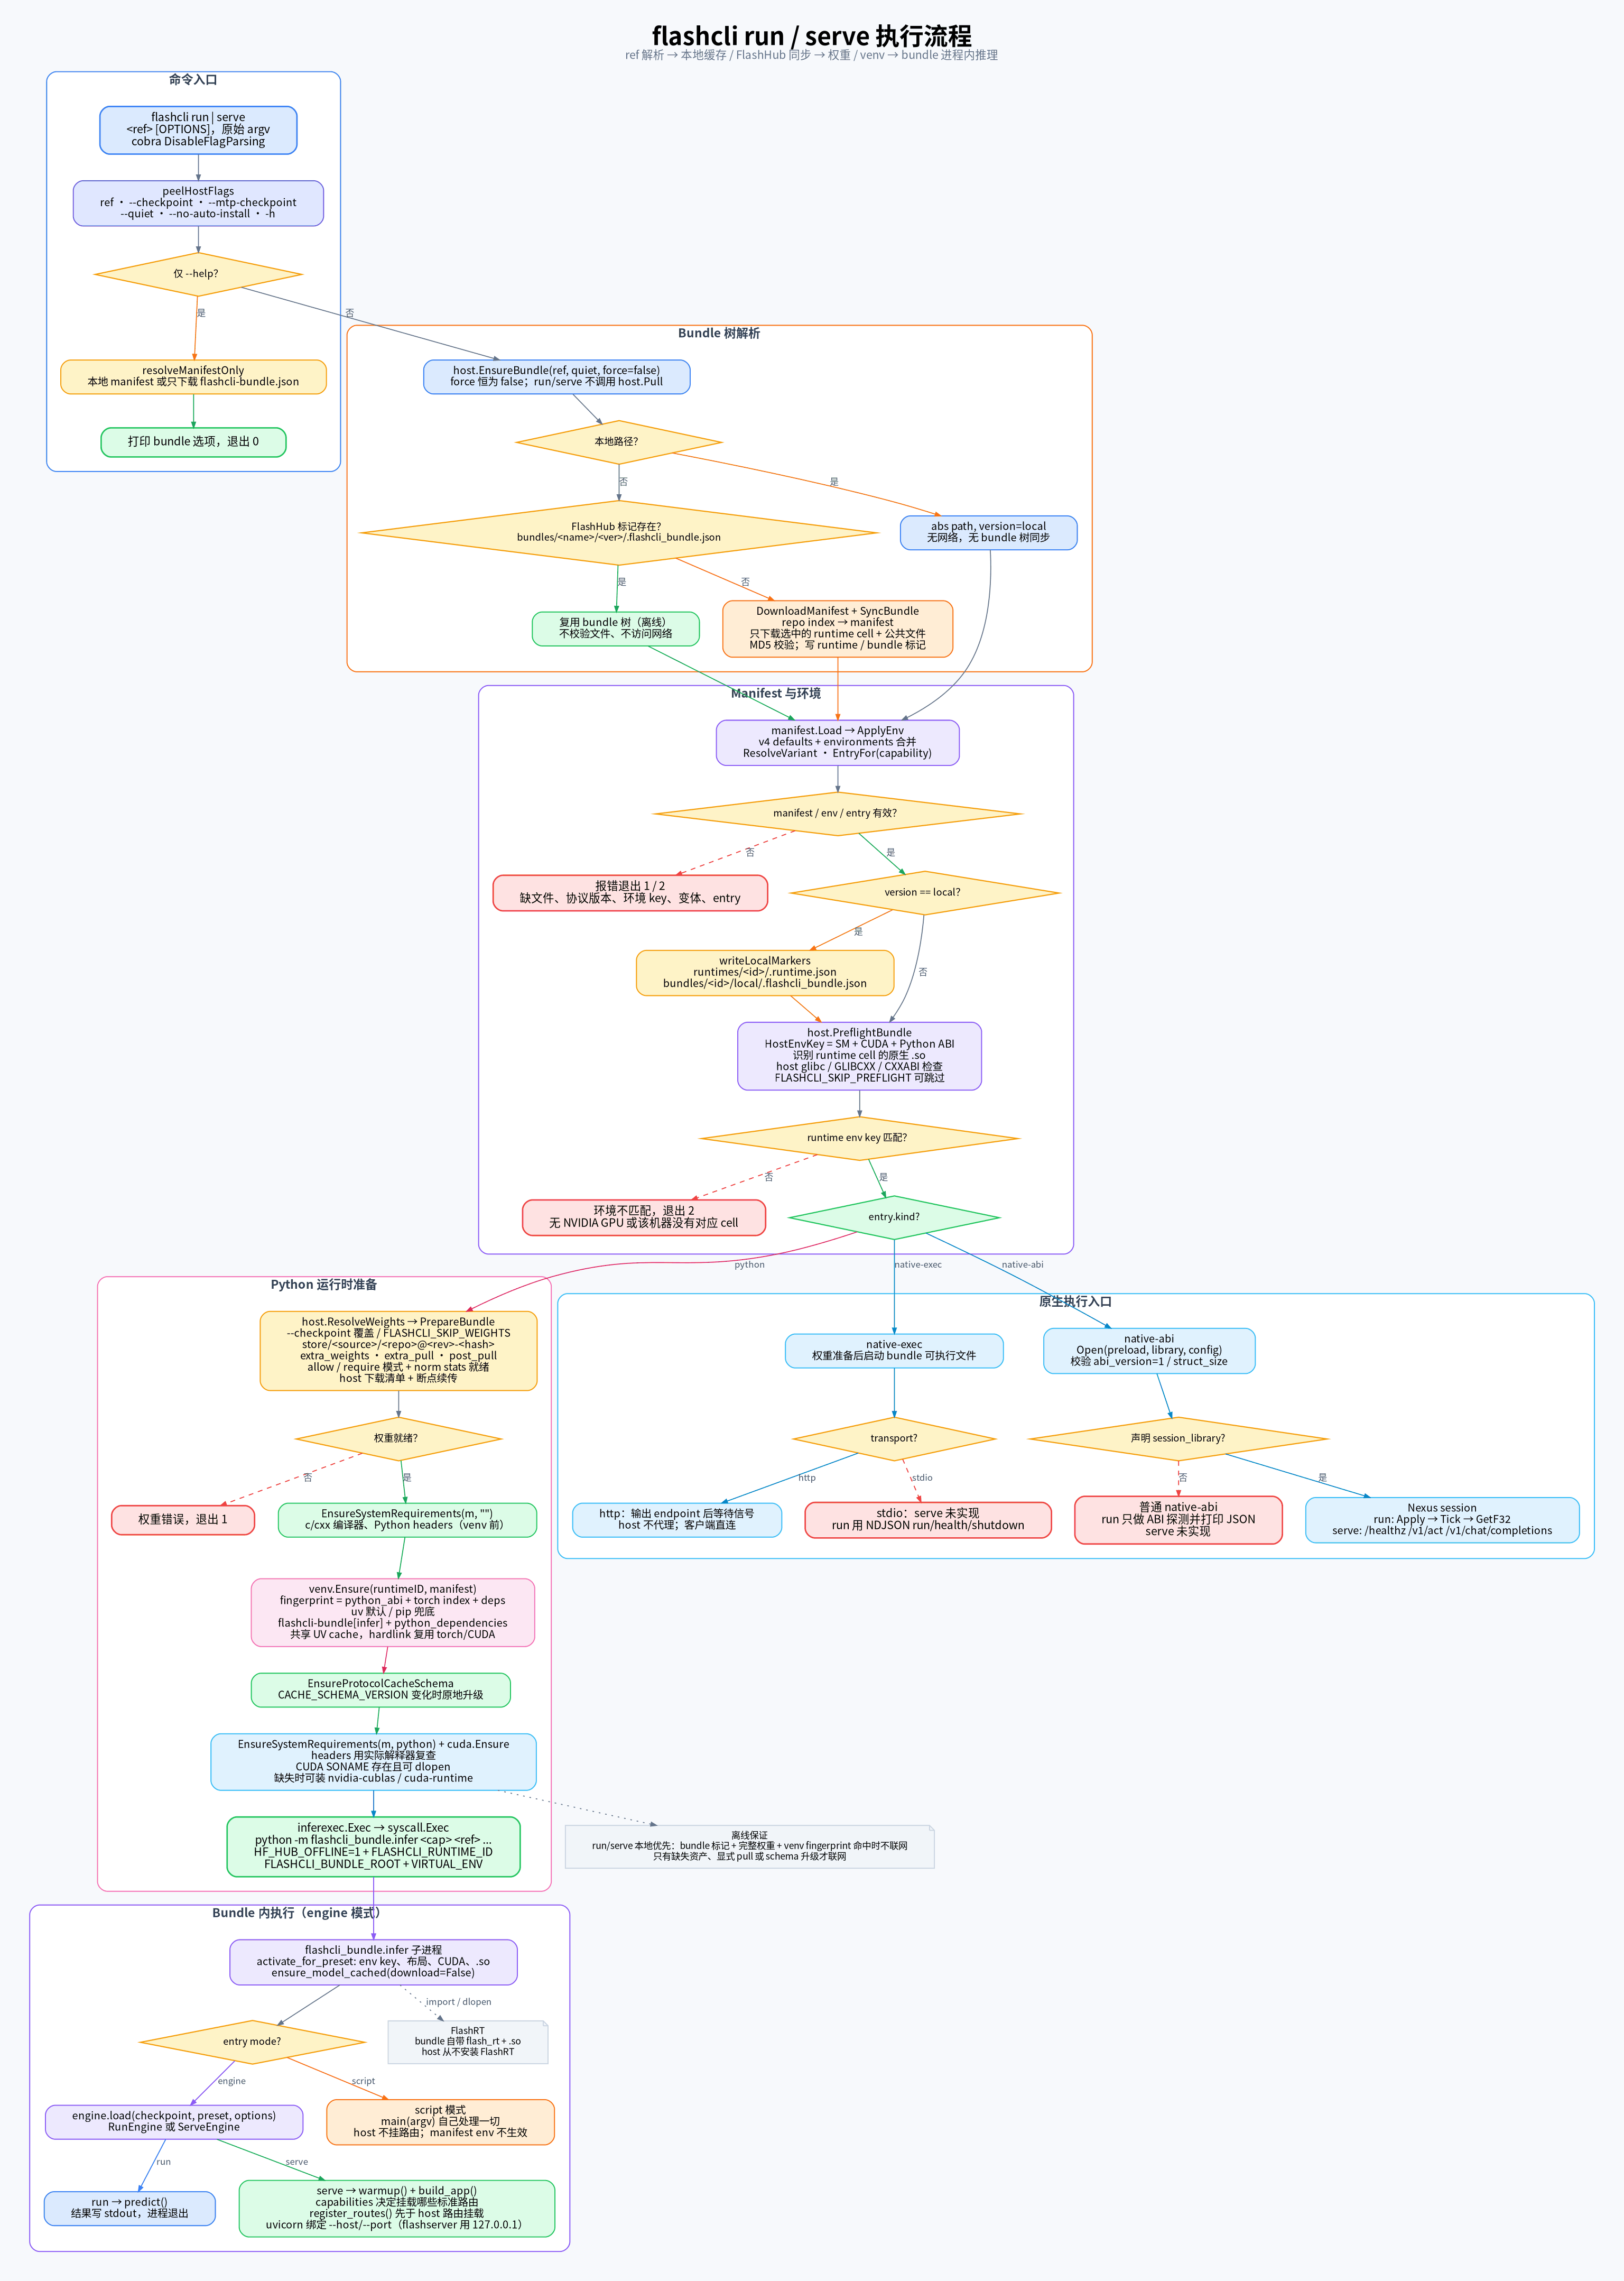 flashcli run / serve 执行流程
ref 解析 → 本地缓存 / FlashHub 同步 → 权重 / venv → bundle 进程内推理
命令入口
flashcli run | serve
<ref> [OPTIONS]，原始 argv
cobra DisableFlagParsing
peelHostFlags
ref · --checkpoint · --mtp-checkpoint
--quiet · --no-auto-install · -h
仅 --help?
是
否
resolveManifestOnly
本地 manifest 或只下载 flashcli-bundle.json
打印 bundle 选项，退出 0
Bundle 树解析
host.EnsureBundle(ref, quiet, force=false)
force 恒为 false；run/serve 不调用 host.Pull
本地路径?
否
是
FlashHub 标记存在?
bundles/<name>/<ver>/.flashcli_bundle.json
abs path, version=local
无网络，无 bundle 树同步
是
否
复用 bundle 树（离线）
不校验文件、不访问网络
DownloadManifest + SyncBundle
repo index → manifest
只下载选中的 runtime cell + 公共文件
MD5 校验；写 runtime / bundle 标记
Manifest 与环境
manifest.Load → ApplyEnv
v4 defaults + environments 合并
ResolveVariant · EntryFor(capability)
manifest / env / entry 有效?
否
是
报错退出 1 / 2
缺文件、协议版本、环境 key、变体、entry
version == local?
是
否
writeLocalMarkers
runtimes/<id>/.runtime.json
bundles/<id>/local/.flashcli_bundle.json
host.PreflightBundle
HostEnvKey = SM + CUDA + Python ABI
识别 runtime cell 的原生 .so
host glibc / GLIBCXX / CXXABI 检查
FLASHCLI_SKIP_PREFLIGHT 可跳过
runtime env key 匹配?
否
是
环境不匹配，退出 2
无 NVIDIA GPU 或该机器没有对应 cell
entry.kind?
python
native-exec
native-abi
Python 运行时准备
host.ResolveWeights → PrepareBundle
--checkpoint 覆盖 / FLASHCLI_SKIP_WEIGHTS
store/<source>/<repo>@<rev>-<hash>
extra_weights · extra_pull · post_pull
allow / require 模式 + norm stats 就绪
host 下载清单 + 断点续传
权重就绪?
否
是
权重错误，退出 1
EnsureSystemRequirements(m, "")
c/cxx 编译器、Python headers（venv 前）
venv.Ensure(runtimeID, manifest)
fingerprint = python_abi + torch index + deps
uv 默认 / pip 兜底
flashcli-bundle[infer] + python_dependencies
共享 UV cache，hardlink 复用 torch/CUDA
EnsureProtocolCacheSchema
CACHE_SCHEMA_VERSION 变化时原地升级
EnsureSystemRequirements(m, python) + cuda.Ensure
headers 用实际解释器复查
CUDA SONAME 存在且可 dlopen
缺失时可装 nvidia-cublas / cuda-runtime
inferexec.Exec → syscall.Exec
python -m flashcli_bundle.infer <cap> <ref> ...
HF_HUB_OFFLINE=1 + FLASHCLI_RUNTIME_ID
FLASHCLI_BUNDLE_ROOT + VIRTUAL_ENV
原生执行入口
native-exec
权重准备后启动 bundle 可执行文件
native-abi
Open(preload, library, config)
校验 abi_version=1 / struct_size
transport?
声明 session_library?
http
stdio
否
是
http：输出 endpoint 后等待信号
host 不代理；客户端直连
stdio：serve 未实现
run 用 NDJSON run/health/shutdown
普通 native-abi
run 只做 ABI 探测并打印 JSON
serve 未实现
Nexus session
run: Apply → Tick → GetF32
serve: /healthz /v1/act /v1/chat/completions
离线保证
run/serve 本地优先：bundle 标记 + 完整权重 + venv fingerprint 命中时不联网
只有缺失资产、显式 pull 或 schema 升级才联网
Bundle 内执行（engine 模式）
flashcli_bundle.infer 子进程
activate_for_preset: env key、布局、CUDA、.so
ensure_model_cached(download=False)
import / dlopen
entry mode?
FlashRT
bundle 自带 flash_rt + .so
host 从不安装 FlashRT
engine
script
engine.load(checkpoint, preset, options)
RunEngine 或 ServeEngine
script 模式
main(argv) 自己处理一切
host 不挂路由；manifest env 不生效
run
serve
run → predict()
结果写 stdout，进程退出
serve → warmup() + build_app()
capabilities 决定挂载哪些标准路由
register_routes() 先于 host 路由挂载
uvicorn 绑定 --host/--port（flashserver 用 127.0.0.1）